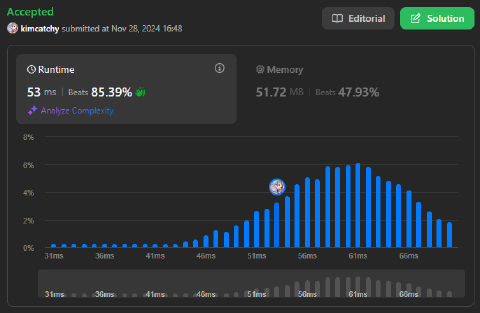 Accepted
kimcatchy submitted at Nov 28, 2024 16:48
Editorial
Solution
Runtime
53 ms | Beats 85.39%
Analyze Complexity
Memory
51.72 MB | Beats 47.93%
8%
6%
4%
2%
0%
31ms 36ms 41ms 46ms 51ms 56ms 61ms 66ms
31ms 36ms 41ms 46ms 51ms 56ms 61ms 66ms